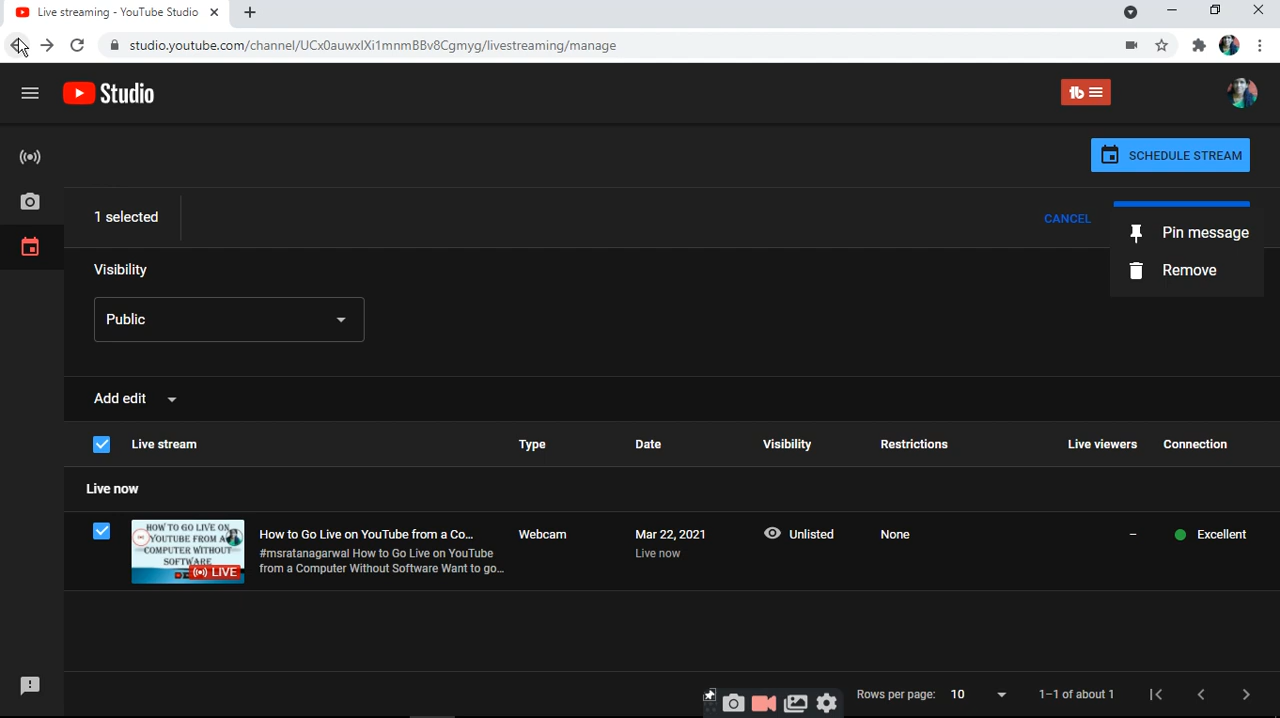 Live streaming - YouTube Studio
studio.youtube.com/channel/UCx0auwxIXi1mnmBBv8Cgmyg/livestreaming/manage
Studio
SCHEDULE STREAM
1 selected
CANCEL
Pin message
Remove
Visibility
Public
Add edit
Live stream Type Date Visibility Restrictions Live viewers Connection
Live now
HOW TO GO LIVE ON
YOUTUBE FROM A
COMPUTER WITHOUT
SOFTWARE
LIVE
How to Go Live on YouTube from a Co... Webcam Mar 22, 2021 Unlisted None – Excellent
#msratanagarwal How to Go Live on YouTube Live now
from a Computer Without Software Want to go...
Rows per page: 10 1–1 of about 1